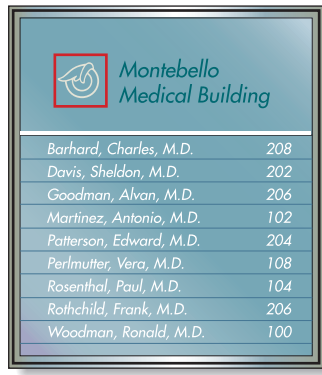 Montebello
Medical Building
Barhard, Charles, M.D. 208
Davis, Sheldon, M.D. 202
Goodman, Alvan, M.D. 206
Martinez, Antonio, M.D. 102
Patterson, Edward, M.D. 204
Perlmutter, Vera, M.D. 108
Rosenthal, Paul, M.D. 104
Rothchild, Frank, M.D. 206
Woodman, Ronald, M.D. 100